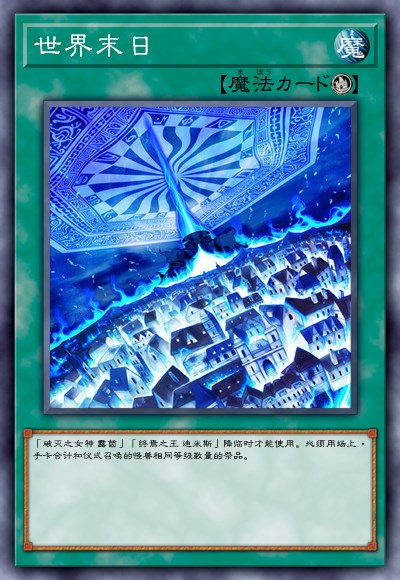 世界末日
魔
【魔法カード】
まほう
「破灭之女神 露茵」「终焉之王 迪米斯」降临时才能使用。必须用场上・
手卡合计和仪式召唤的怪兽相同等级数量的祭品。